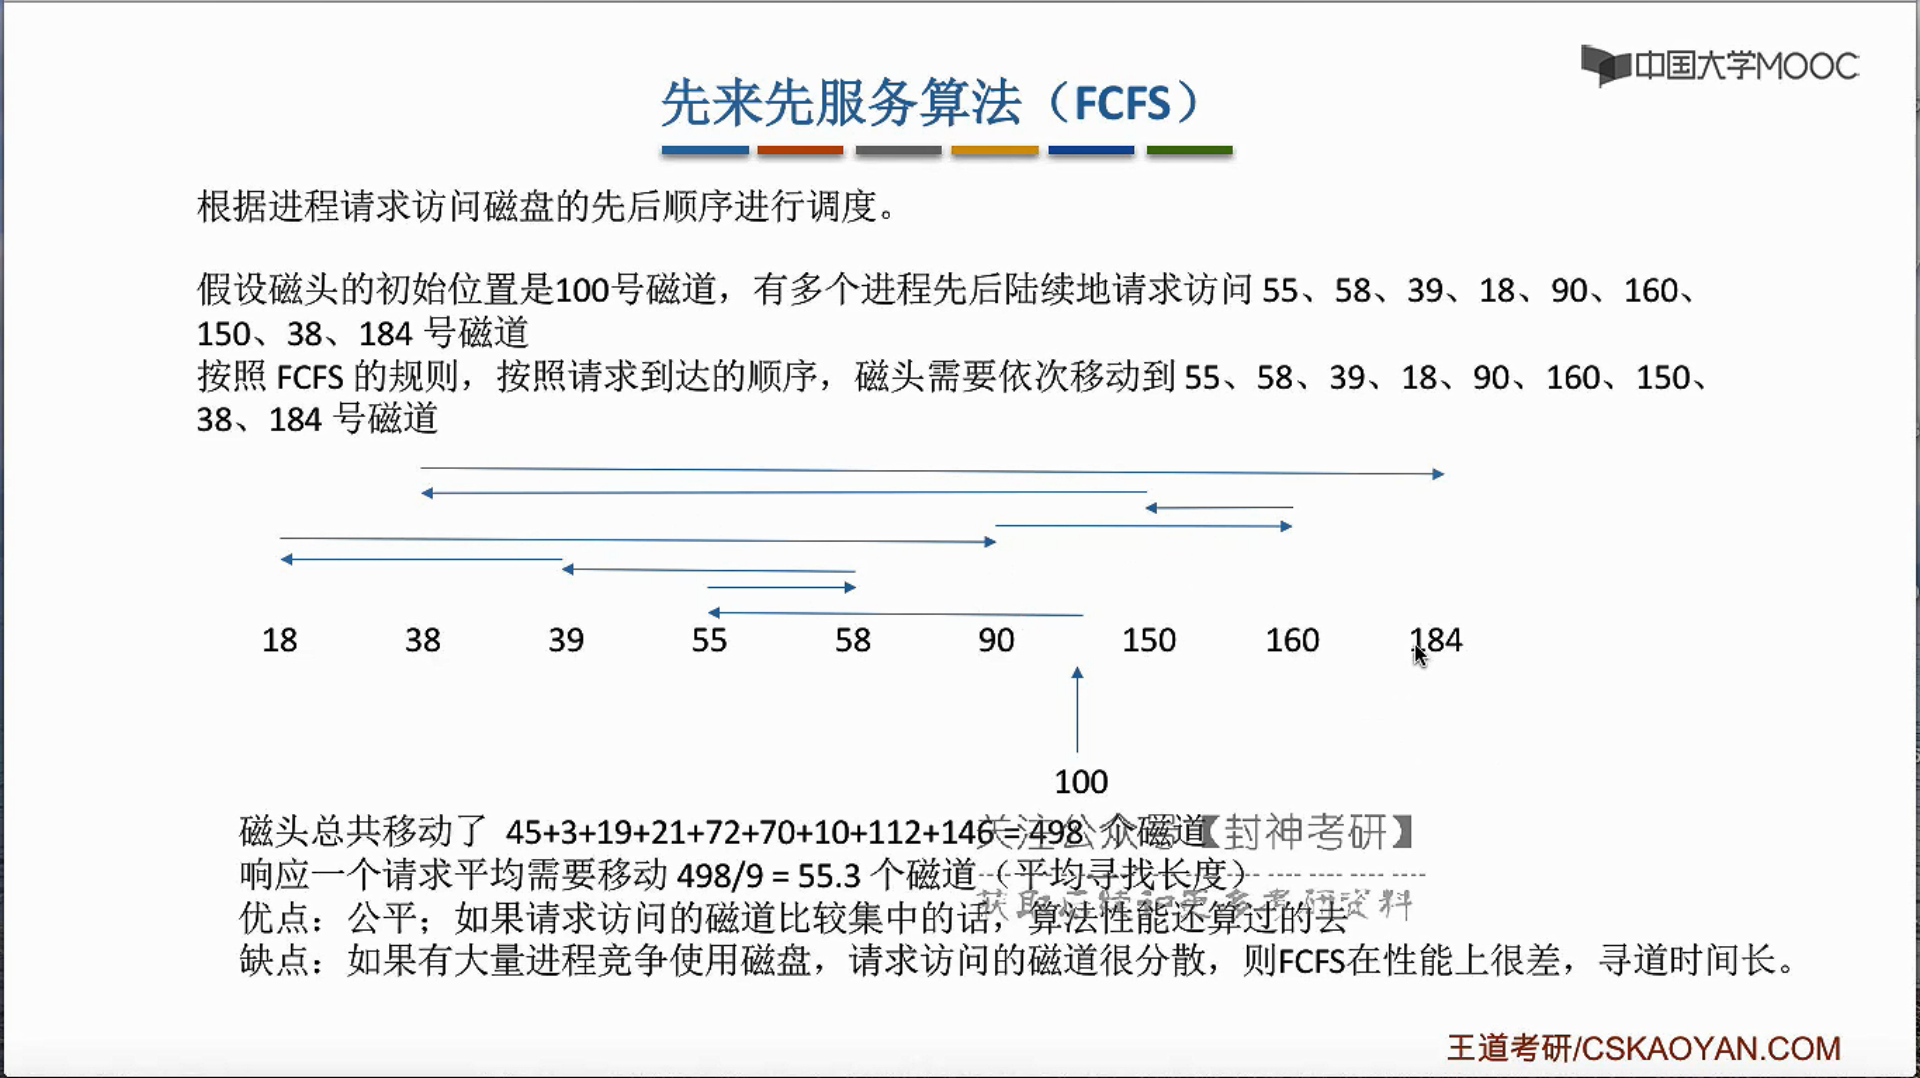 中国大学MOOC
先来先服务算法（FCFS）
根据进程请求访问磁盘的先后顺序进行调度。
假设磁头的初始位置是100号磁道，有多个进程先后陆续地请求访问 55、58、39、18、90、160、
150、38、184 号磁道
按照 FCFS 的规则，按照请求到达的顺序，磁头需要依次移动到 55、58、39、18、90、160、150、
38、184 号磁道
18 38 39 55 58 90 150 160 184
100
磁头总共移动了 45+3+19+21+72+70+10+112+146 = 498 个磁道
关注公众号【封神考研】
响应一个请求平均需要移动 498/9 = 55.3 个磁道（平均寻找长度）
优点：公平；如果请求访问的磁道比较集中的话，算法性能还算过的去
获取后续和更多考研资料
缺点：如果有大量进程竞争使用磁盘，请求访问的磁道很分散，则FCFS在性能上很差，寻道时间长。
王道考研/CSKAOYAN.COM